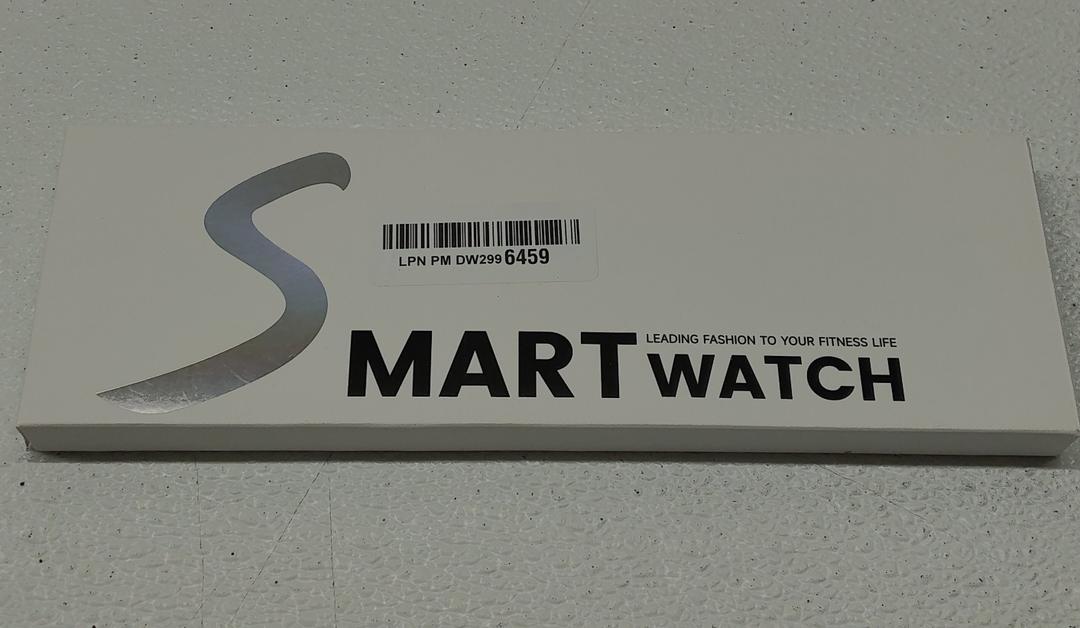 LPN PM DW2996459
SMART
LEADING FASHION TO YOUR FITNESS LIFE
WATCH